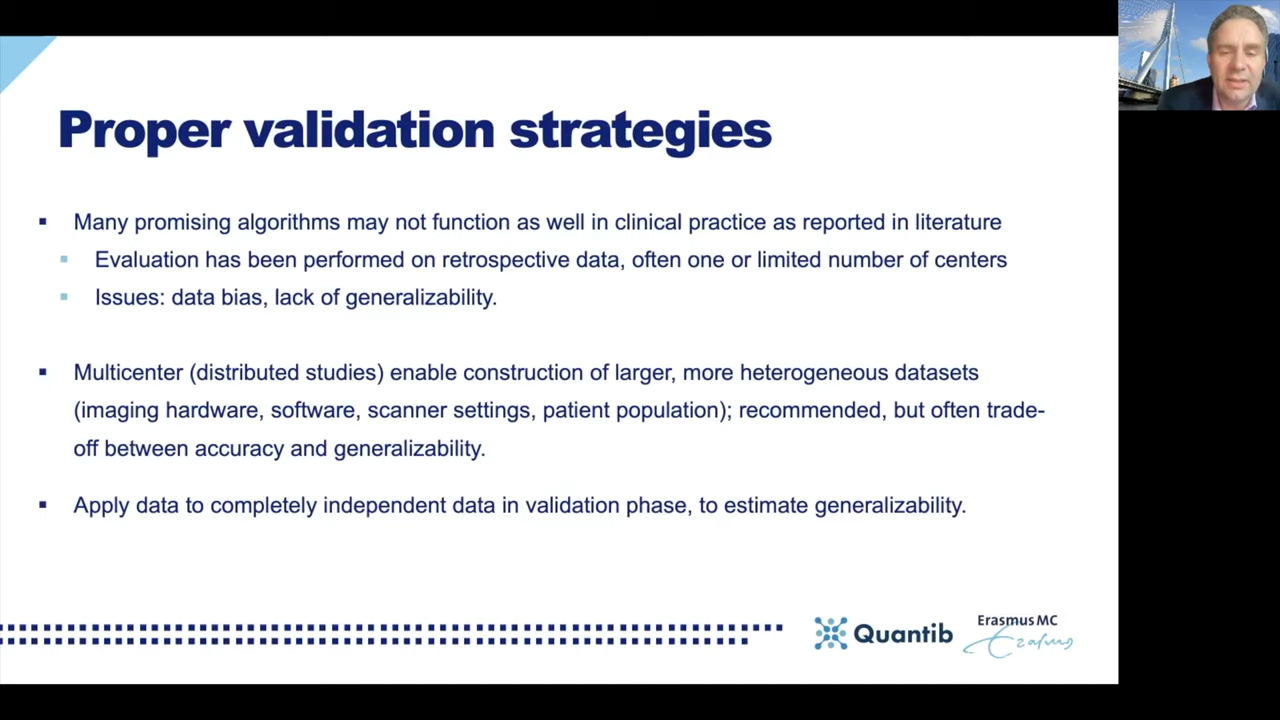 Proper validation strategies
Many promising algorithms may not function as well in clinical practice as reported in literature
Evaluation has been performed on retrospective data, often one or limited number of centers
Issues: data bias, lack of generalizability.
Multicenter (distributed studies) enable construction of larger, more heterogeneous datasets
(imaging hardware, software, scanner settings, patient population); recommended, but often trade-
off between accuracy and generalizability.
Apply data to completely independent data in validation phase, to estimate generalizability.
Quantib
Erasmus MC
Erasmus